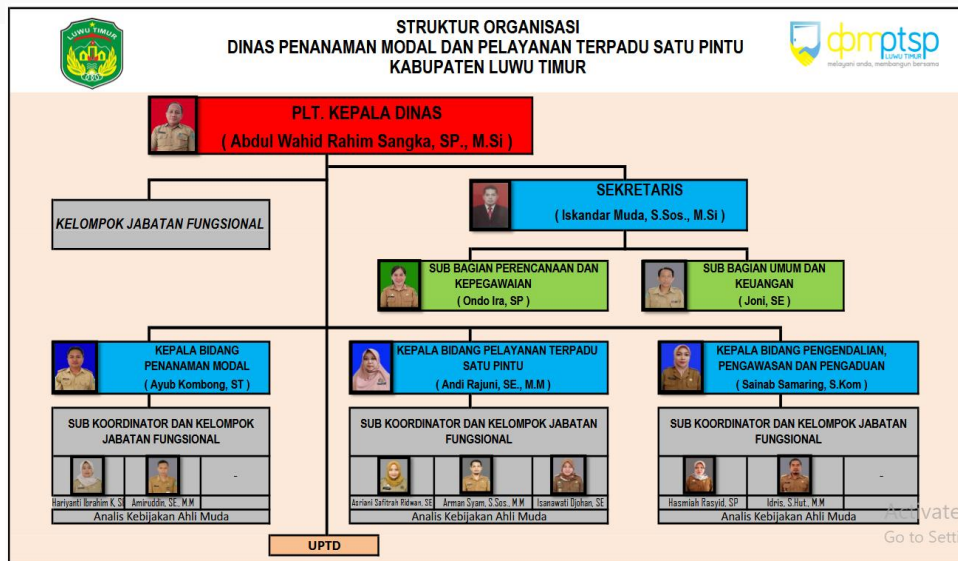 STRUKTUR ORGANISASI
DINAS PENANAMAN MODAL DAN PELAYANAN TERPADU SATU PINTU
KABUPATEN LUWU TIMUR
LUWU TIMUR
dpmptsp
LUWU TIMUR
melayani anda, membangun bersama
PLT. KEPALA DINAS
( Abdul Wahid Rahim Sangka, SP., M.Si )
KELOMPOK JABATAN FUNGSIONAL
SEKRETARIS
( Iskandar Muda, S.Sos., M.Si )
SUB BAGIAN PERENCANAAN DAN
KEPEGAWAIAN
( Ondo Ira, SP )
SUB BAGIAN UMUM DAN
KEUANGAN
( Joni, SE )
KEPALA BIDANG
PENANAMAN MODAL
( Ayub Kombong, ST )
KEPALA BIDANG PELAYANAN TERPADU
SATU PINTU
( Andi Rajuni, SE., M.M )
KEPALA BIDANG PENGENDALIAN,
PENGAWASAN DAN PENGADUAN
( Sainab Samaring, S.Kom )
SUB KOORDINATOR DAN KELOMPOK
JABATAN FUNGSIONAL
-
Hariyanti Ibrahim K, SI
Amiruddin, SE., M.M
Analis Kebijakan Ahli Muda
SUB KOORDINATOR DAN KELOMPOK JABATAN
FUNGSIONAL
Asriani Safitrah Ridwan, SE
Arman Syam, S.Sos., M.M
Isanawati Djohan, SE
Analis Kebijakan Ahli Muda
SUB KOORDINATOR DAN KELOMPOK JABATAN
FUNGSIONAL
-
Hasmiah Rasyid, SP
Idris, S.Hut., M.M
Analis Kebijakan Ahli Muda
UPTD
Activate
Go to Setti